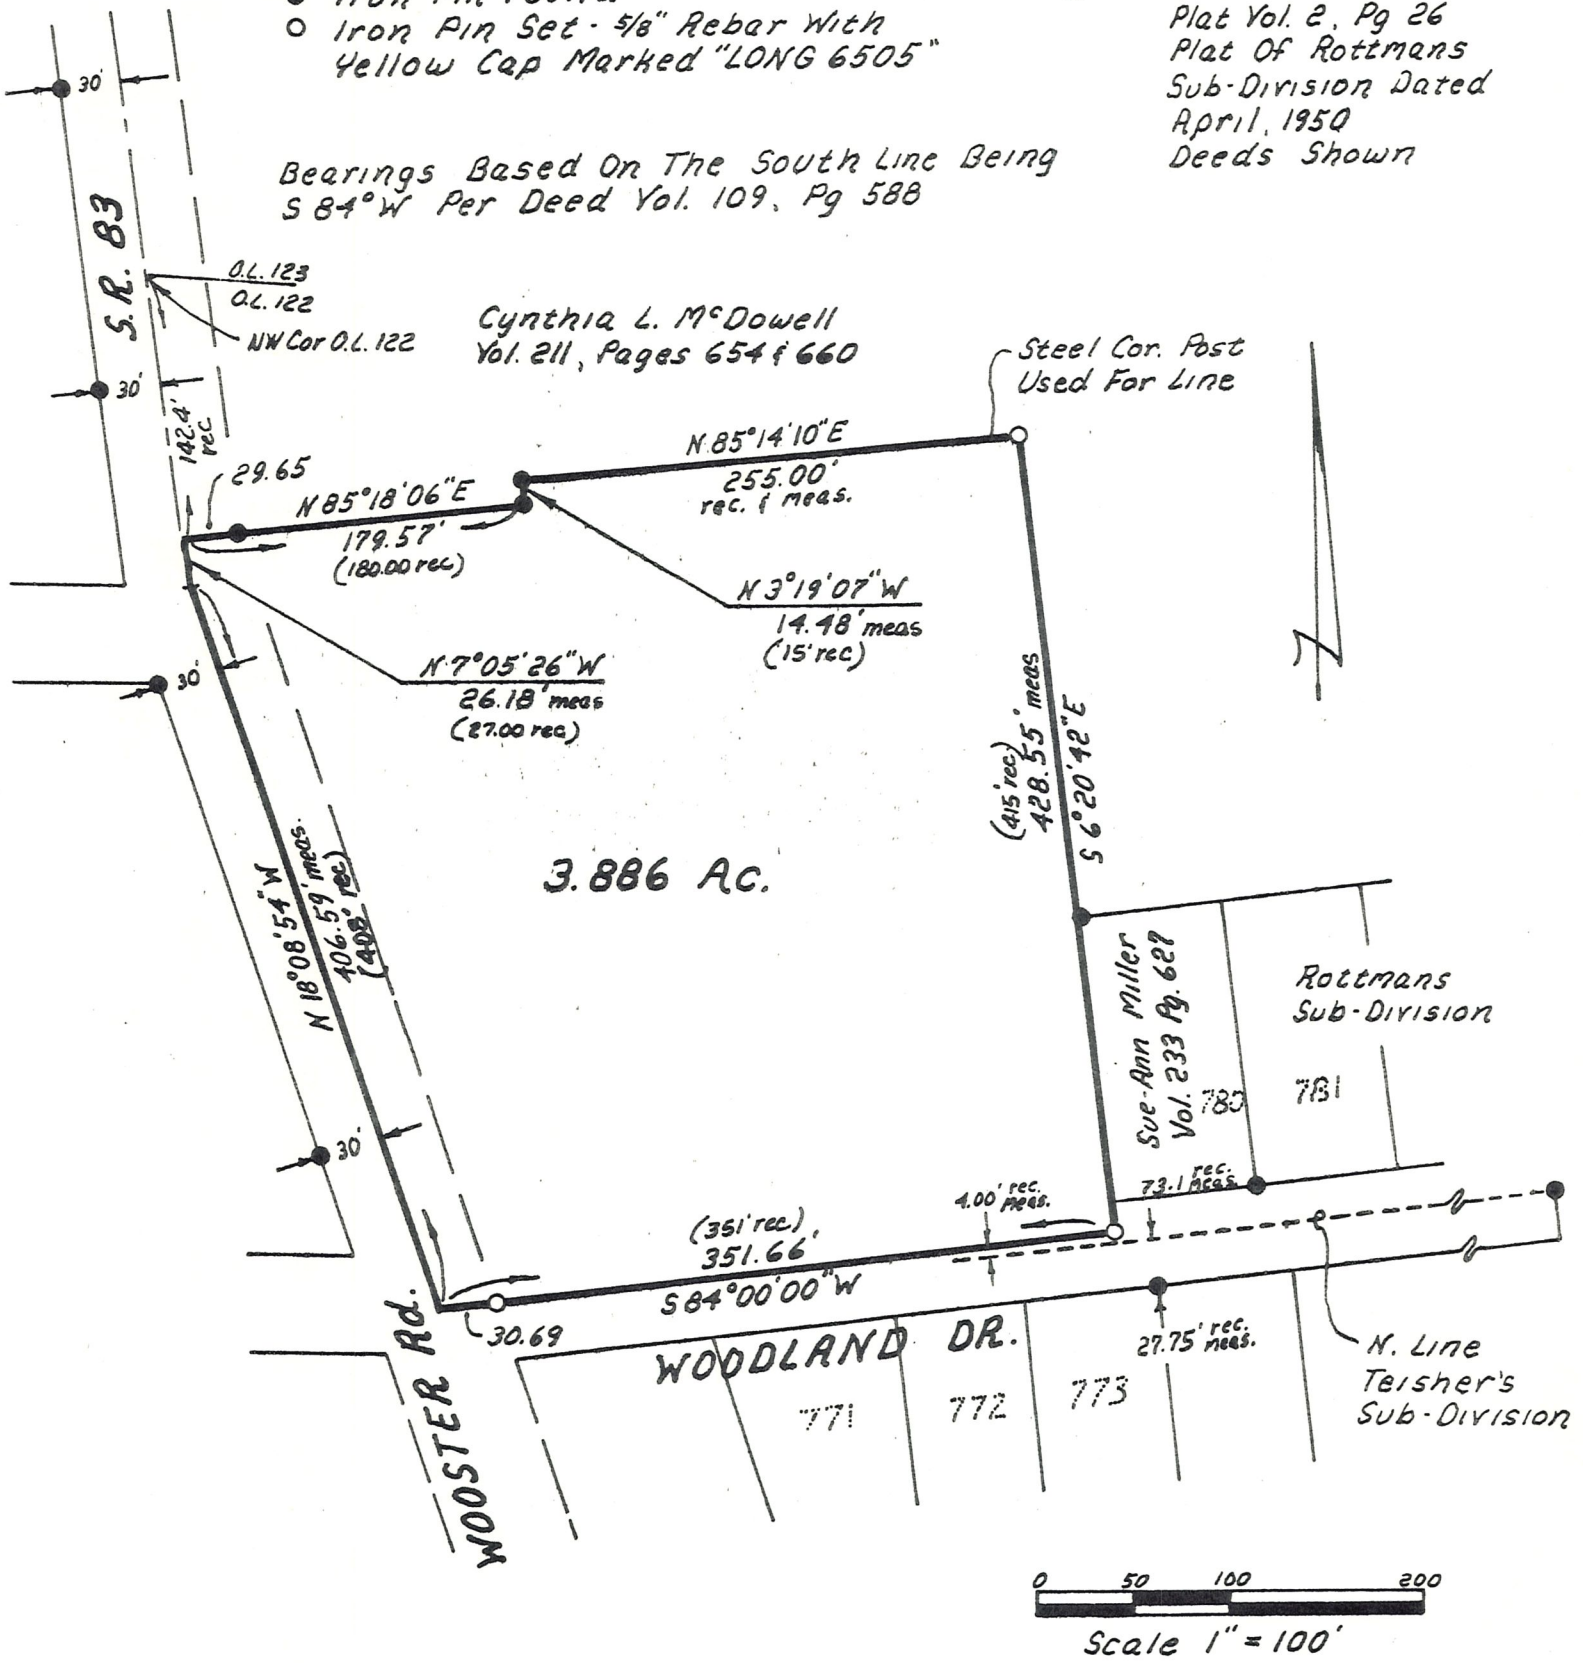 O Iron Pin Set - 5/8" Rebar With
Yellow Cap Marked "LONG 6505"
Plat Vol. 2, Pg 26
Plat Of Rottmans
Sub-Division Dated
April, 1950
Deeds Shown
Bearings Based On The South Line Being
S 84° W Per Deed Vol. 109, Pg 588
30'
S.R. 83
O.L. 123
O.L. 122
NW Cor O.L. 122
Cynthia L. McDowell
Vol. 211, Pages 654 & 660
Steel Cor. Post
Used For Line
30'
142.4'
rec
29.65
N 85°18'06"E
179.57'
(180.00 rec)
N 85°14'10"E
255.00'
rec. & meas.
N 3°19'07"W
14.48' meas
(15' rec)
N 7°05'26"W
26.18' meas
(27.00 rec)
30'
(415' rec)
428.55' meas
S 6°20'42"E
3.886 Ac.
N 18°08'54"W
406.59' meas.
(408' rec)
30'
Sue-Ann Miller
Vol. 233 Pg. 627
Rottmans
Sub-Division
780
781
73.1 rec.
meas.
4.00' rec.
meas.
(351' rec)
351.66'
S 84°00'00"W
30.69
WOODLAND DR.
WOOSTER Rd.
27.75' rec.
meas.
N. Line
Teisher's
Sub-Division
771
772
773
0 50 100 200
Scale 1" = 100'